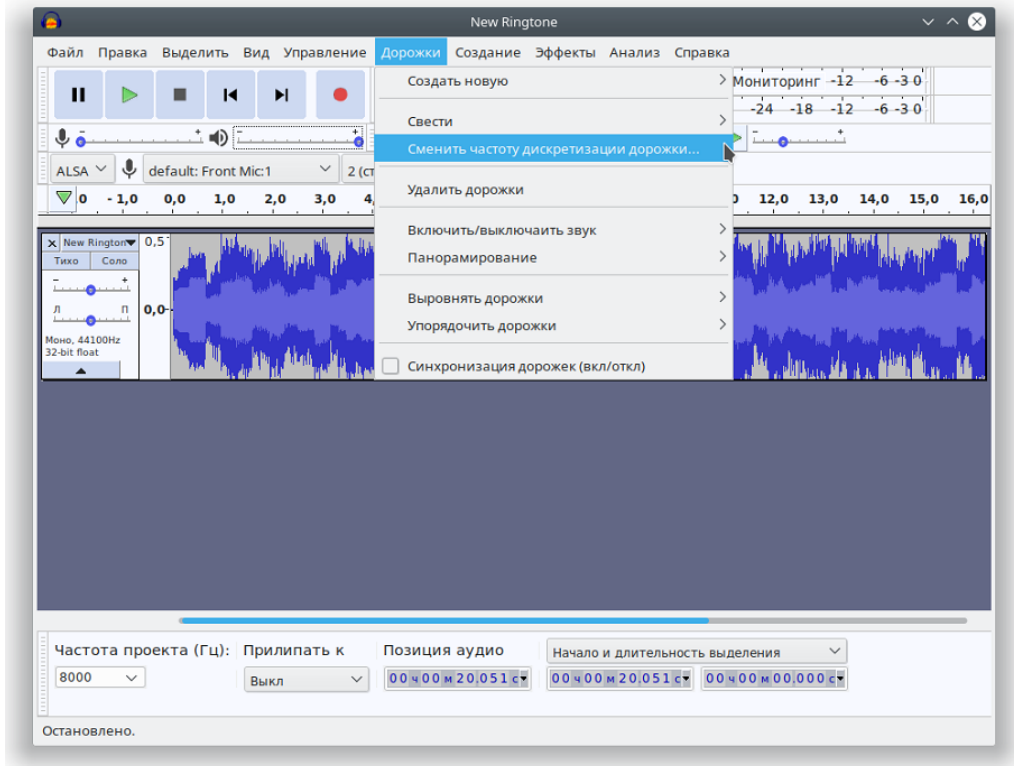 New Ringtone
Файл Правка Выделить Вид Управление Дорожки Создание Эффекты Анализ Справка
Создать новую
Мониторинг -12 -6 -3 0
-24 -18 -12 -6 -3 0
Свести
Сменить частоту дискретизации дорожки...
ALSA default: Front Mic:1 2 (ст
Удалить дорожки
0 - 1,0 0,0 1,0 2,0 3,0 4, 12,0 13,0 14,0 15,0 16,0
Включить/выключаить звук
Панорамирование
Выровнять дорожки
Упорядочить дорожки
Синхронизация дорожек (вкл/откл)
x New Rington 0,5
Тихо Соло
- +
Л П 0,0
Моно, 44100Hz
32-bit float
Частота проекта (Гц): Прилипать к Позиция аудио Начало и длительность выделения
8000 Выкл 00 ч 00 м 20.051 с 00 ч 00 м 20.051 с 00 ч 00 м 00.000 с
Остановлено.